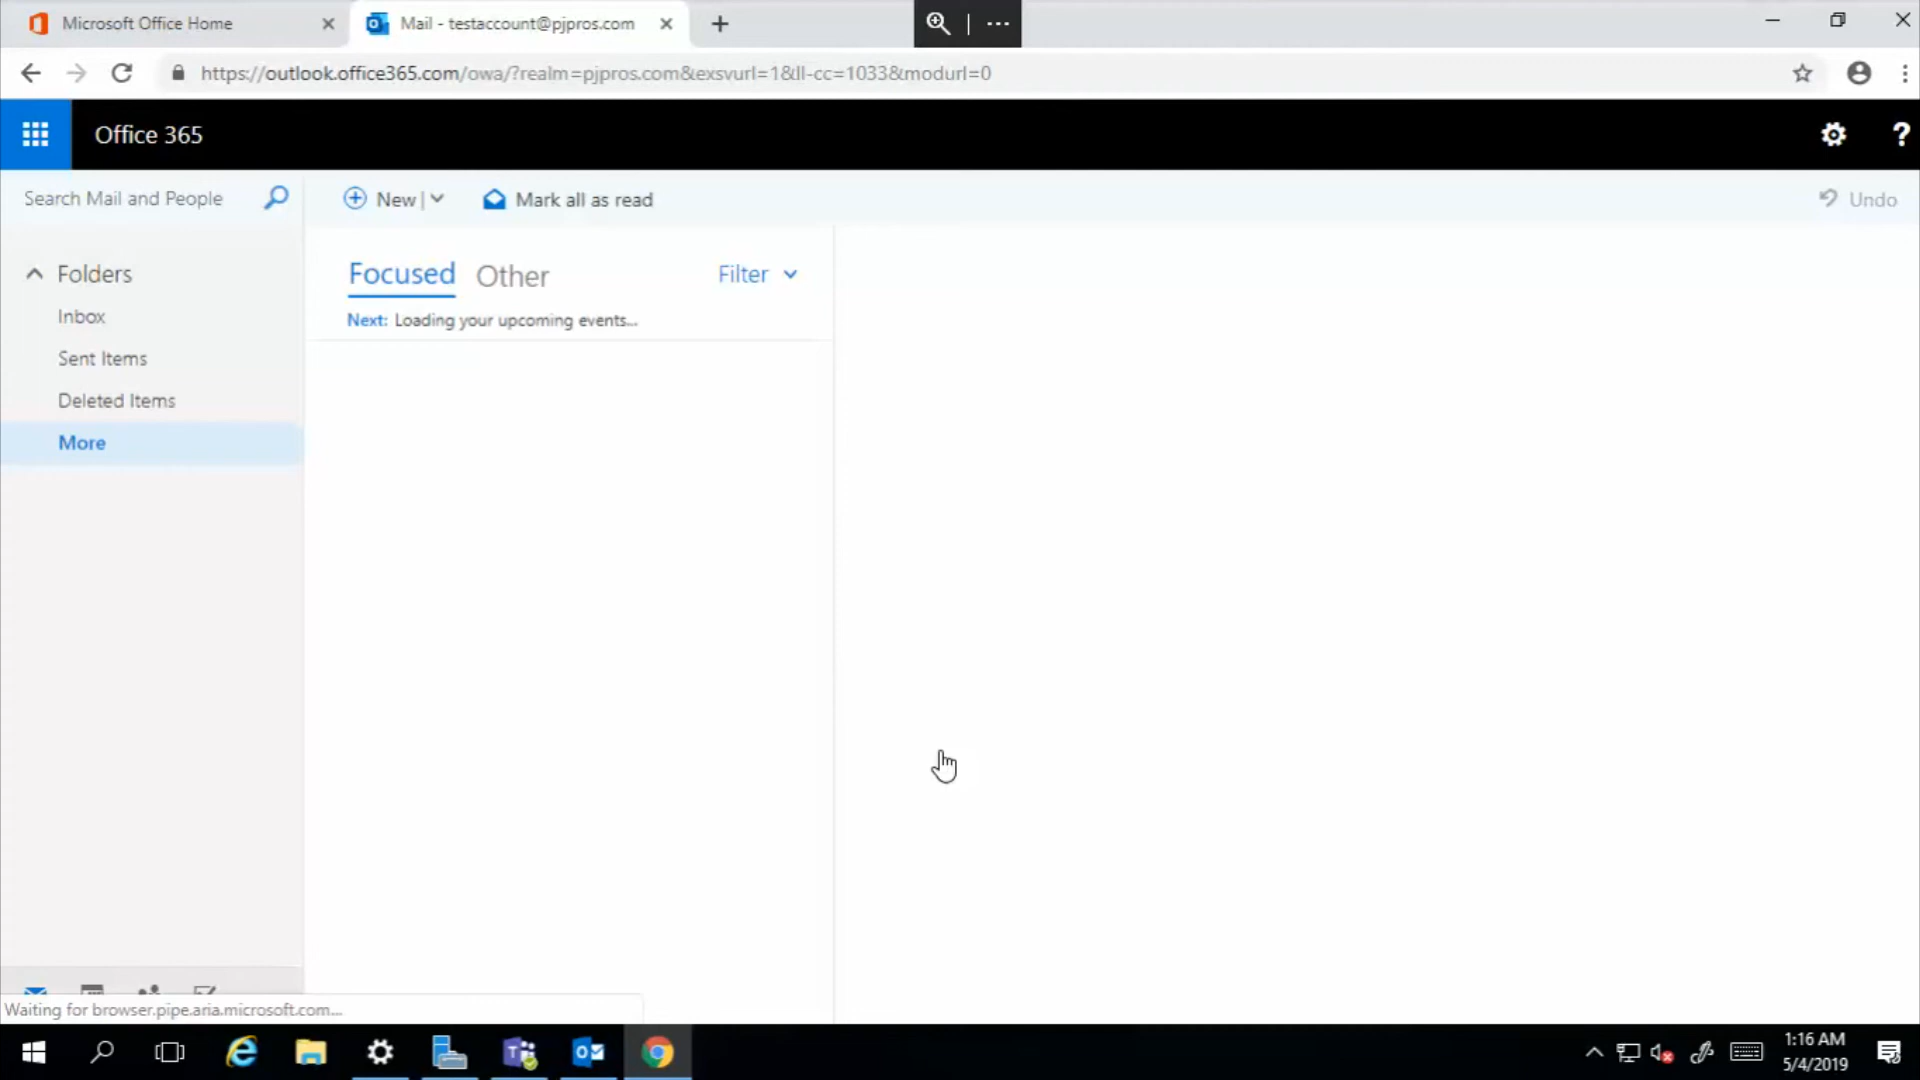 Microsoft Office Home
Mail - testaccount@pjpros.com
https://outlook.office365.com/owa/?realm=pjpros.com&exsvurl=1&ll-cc=1033&modurl=0
Office 365
?
Search Mail and People
New
Mark all as read
Undo
Folders
Focused
Other
Filter
Inbox
Next: Loading your upcoming events...
Sent Items
Deleted Items
More
Waiting for browser.pipe.aria.microsoft.com...
1:16 AM
5/4/2019